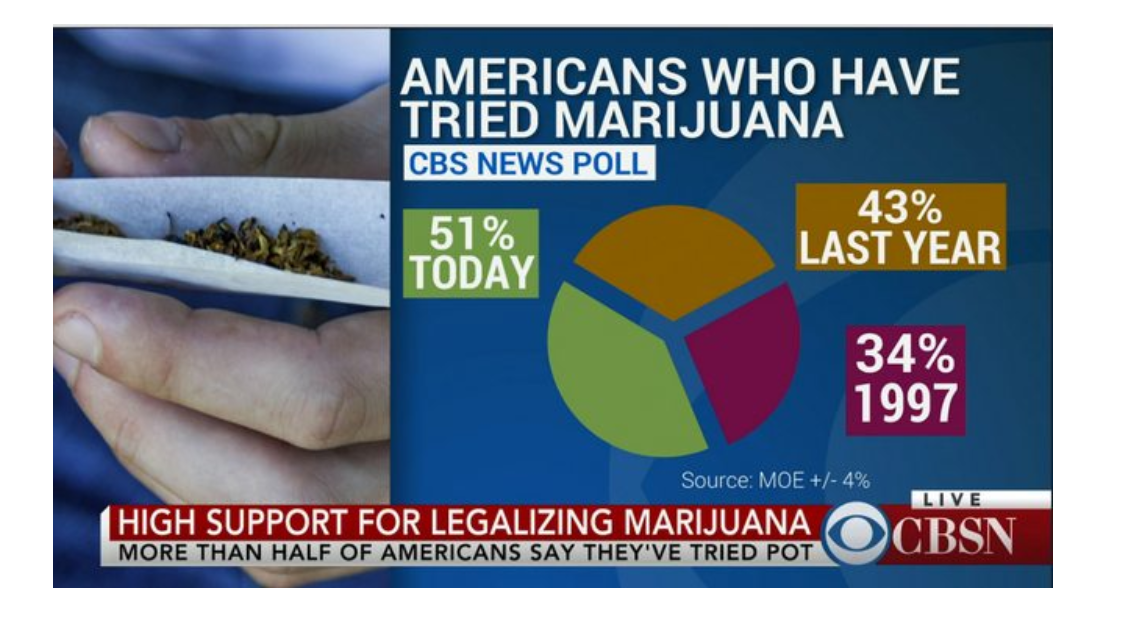 AMERICANS WHO HAVE
TRIED MARIJUANA
CBS NEWS POLL
51%
TODAY
43%
LAST YEAR
34%
1997
Source: MOE +/- 4%
LIVE
HIGH SUPPORT FOR LEGALIZING MARIJUANA
MORE THAN HALF OF AMERICANS SAY THEY'VE TRIED POT
CBSN